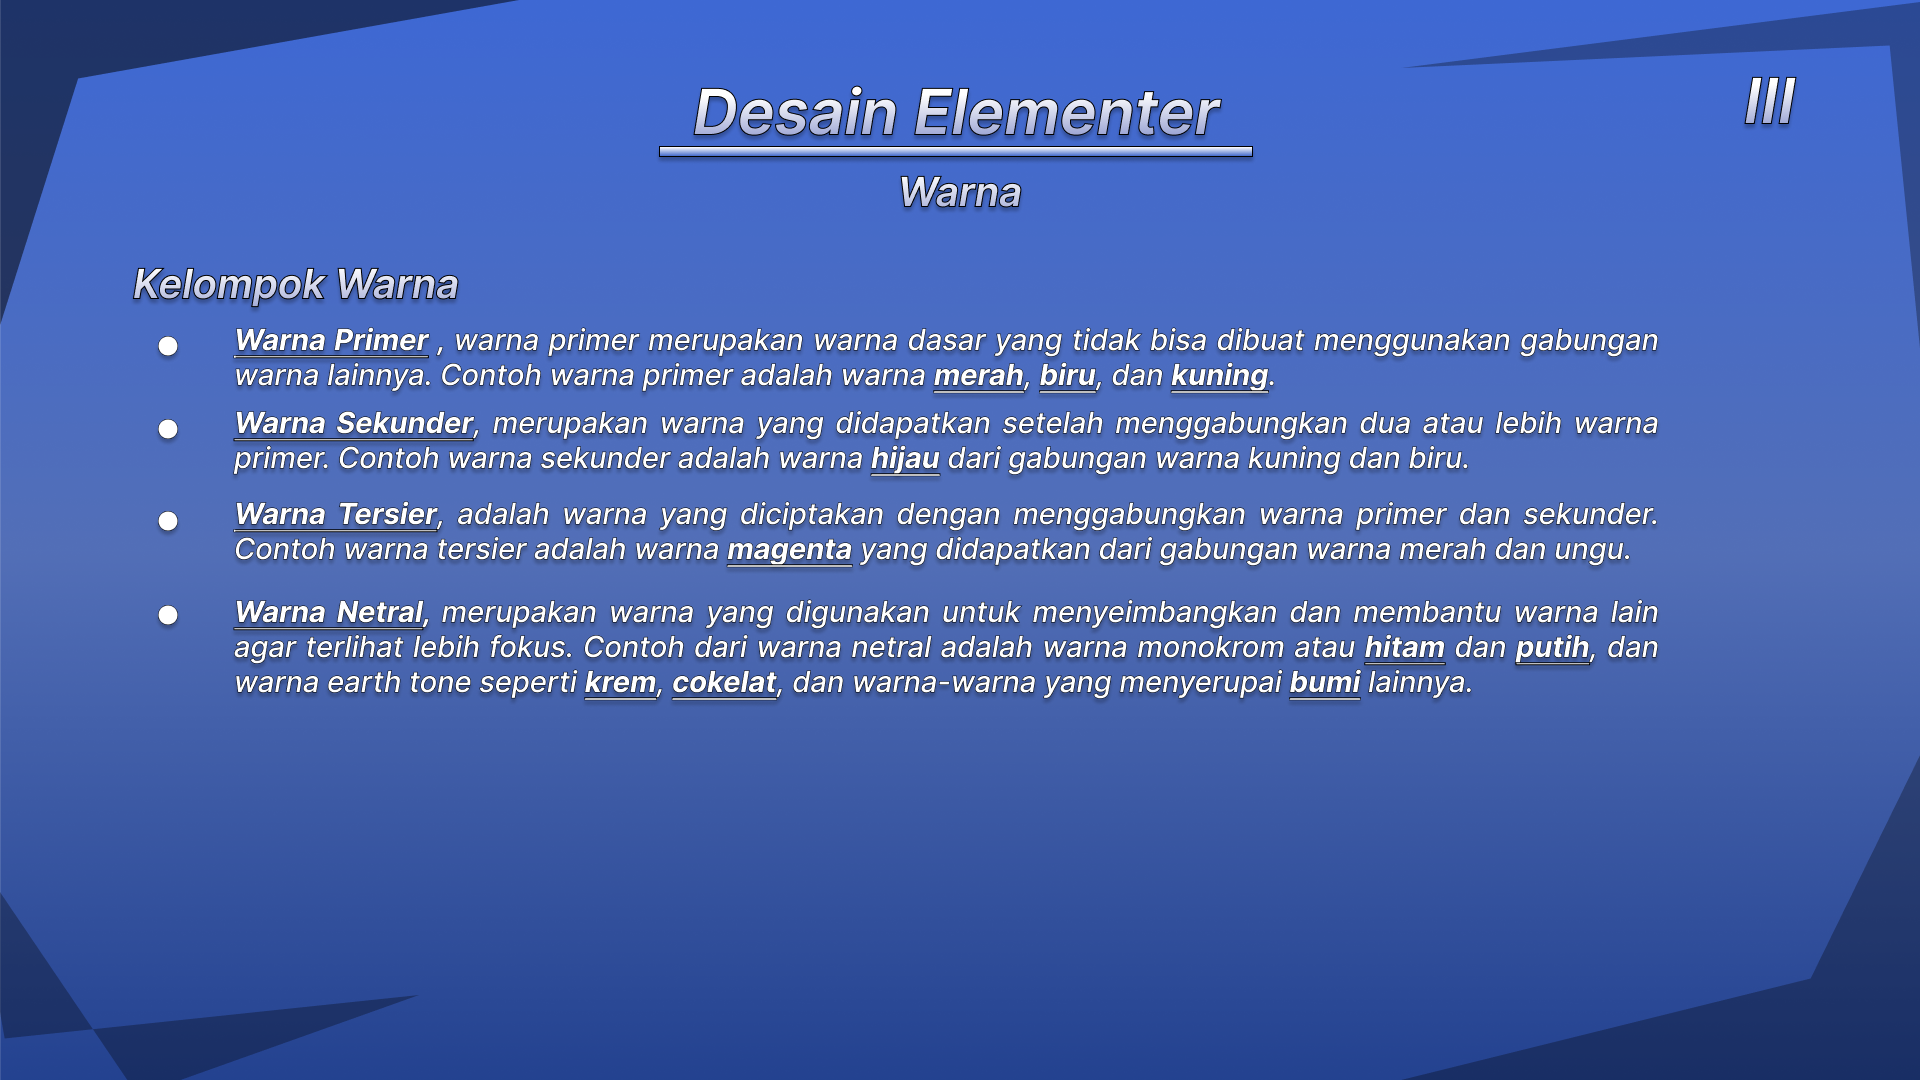 Desain Elementer
III
Warna
Kelompok Warna
● Warna Primer , warna primer merupakan warna dasar yang tidak bisa dibuat menggunakan gabungan
warna lainnya. Contoh warna primer adalah warna merah, biru, dan kuning.
● Warna Sekunder, merupakan warna yang didapatkan setelah menggabungkan dua atau lebih warna
primer. Contoh warna sekunder adalah warna hijau dari gabungan warna kuning dan biru.
● Warna Tersier, adalah warna yang diciptakan dengan menggabungkan warna primer dan sekunder.
Contoh warna tersier adalah warna magenta yang didapatkan dari gabungan warna merah dan ungu.
● Warna Netral, merupakan warna yang digunakan untuk menyeimbangkan dan membantu warna lain
agar terlihat lebih fokus. Contoh dari warna netral adalah warna monokrom atau hitam dan putih, dan
warna earth tone seperti krem, cokelat, dan warna-warna yang menyerupai bumi lainnya.